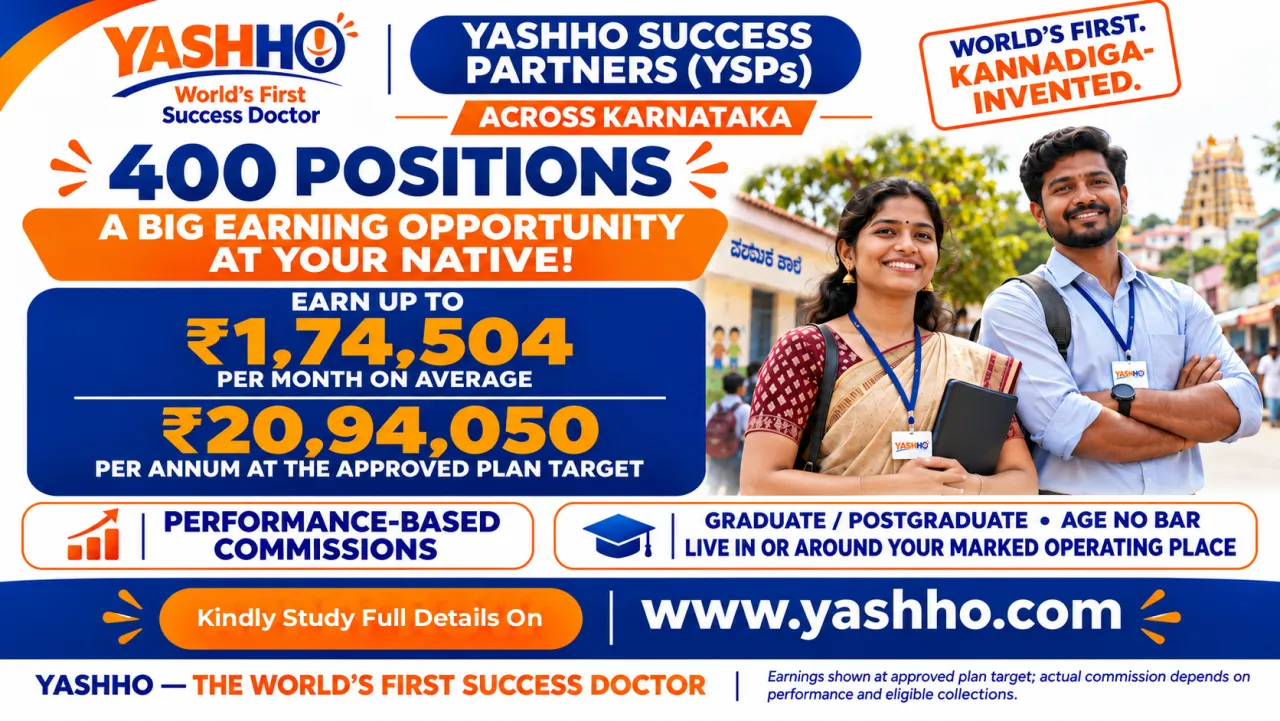 YASHHO
World's First
Success Doctor
YASHHO SUCCESS
PARTNERS (YSPs)
ACROSS KARNATAKA
WORLD'S FIRST.
KANNADIGA-
INVENTED.
400 POSITIONS
A BIG EARNING OPPORTUNITY
AT YOUR NATIVE!
EARN UP TO
₹1,74,504
PER MONTH ON AVERAGE
₹20,94,050
PER ANNUM AT THE APPROVED PLAN TARGET
ಶಾಲೆ
YASHHO
YASHHO
PERFORMANCE-BASED
COMMISSIONS
GRADUATE / POSTGRADUATE • AGE NO BAR
LIVE IN OR AROUND YOUR MARKED OPERATING PLACE
Kindly Study Full Details On
www.yashho.com
YASHHO — THE WORLD'S FIRST SUCCESS DOCTOR
Earnings shown at approved plan target; actual commission depends on
performance and eligible collections.